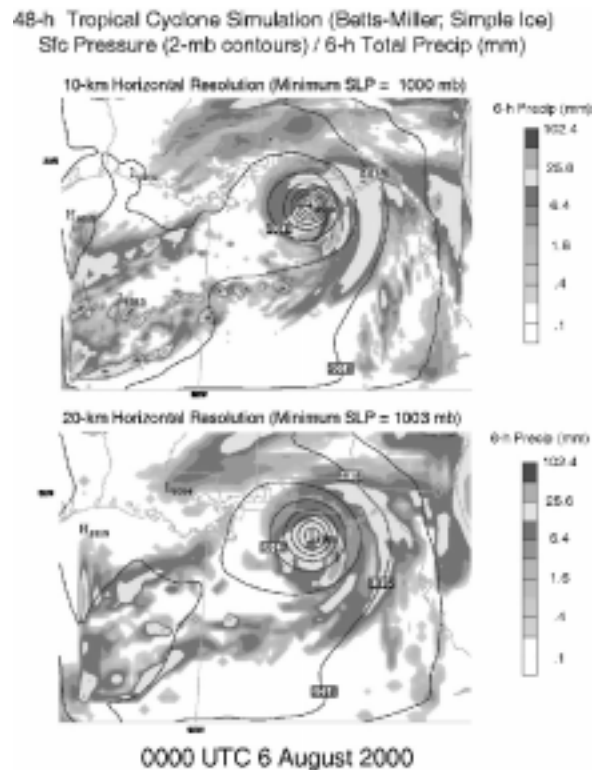 48-h Tropical Cyclone Simulation (Betts-Miller; Simple Ice)
Sfc Pressure (2-mb contours) / 6-h Total Precip (mm)
10-km Horizontal Resolution (Minimum SLP = 1000 mb)
6-h Precip (mm)
102.4
25.6
6.4
1.6
.4
.1
20-km Horizontal Resolution (Minimum SLP = 1003 mb)
6-h Precip (mm)
102.4
25.6
6.4
1.6
.4
.1
0000 UTC 6 August 2000